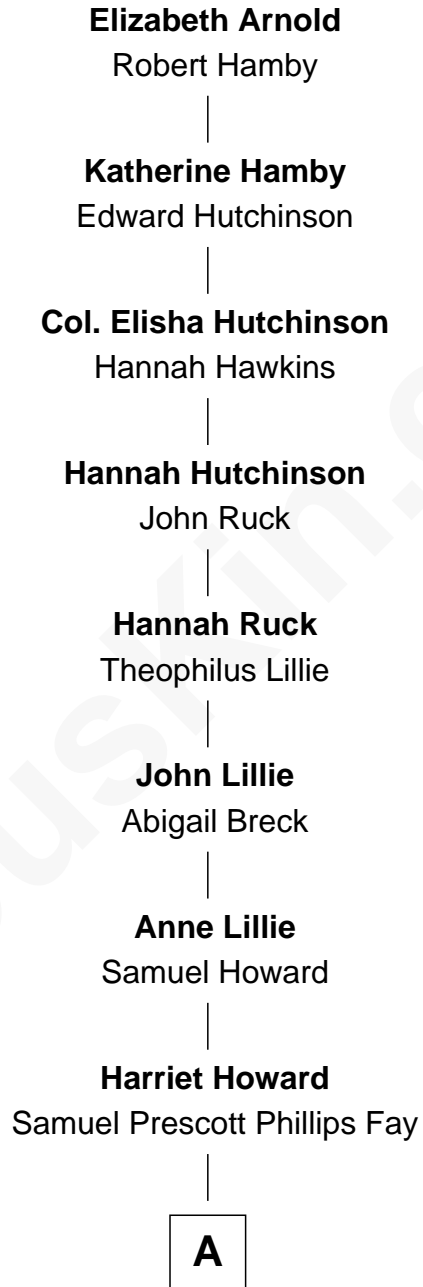 Elizabeth Arnold
Robert Hamby
Katherine Hamby
Edward Hutchinson
Col. Elisha Hutchinson
Hannah Hawkins
Hannah Hutchinson
John Ruck
Hannah Ruck
Theophilus Lillie
John Lillie
Abigail Breck
Anne Lillie
Samuel Howard
Harriet Howard
Samuel Prescott Phillips Fay
A